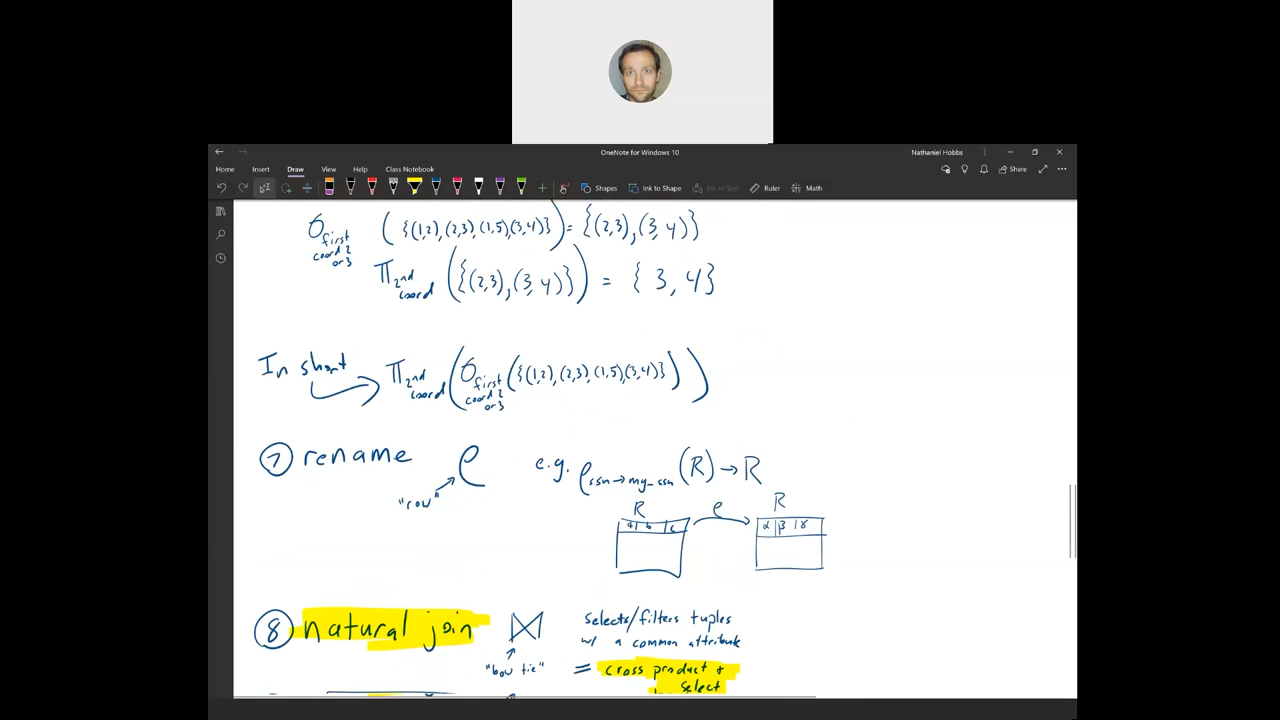 OneNote for Windows 10
Nathaniel Hobbs
Home Insert Draw View Help Class Notebook
Share
Shapes Ink to Shape Ink to Text Ruler Math
σ first coord 2 or 3 ({(1,2),(2,3),(1,5),(3,4)}) = {(2,3),(3,4)}
π 2nd coord ({(2,3),(3,4)}) = {3,4}
In short
π 2nd coord (σ first coord 2 or 3 ({(1,2),(2,3),(1,5),(3,4)}))
⑦ rename ρ e.g. ρ ssn→my_ssn (R) → R
"row"
R ρ R
a b c α β γ
⑧ natural join ⋈ selects/filters tuples
w/ a common attribute
"bow tie" = cross product +
select